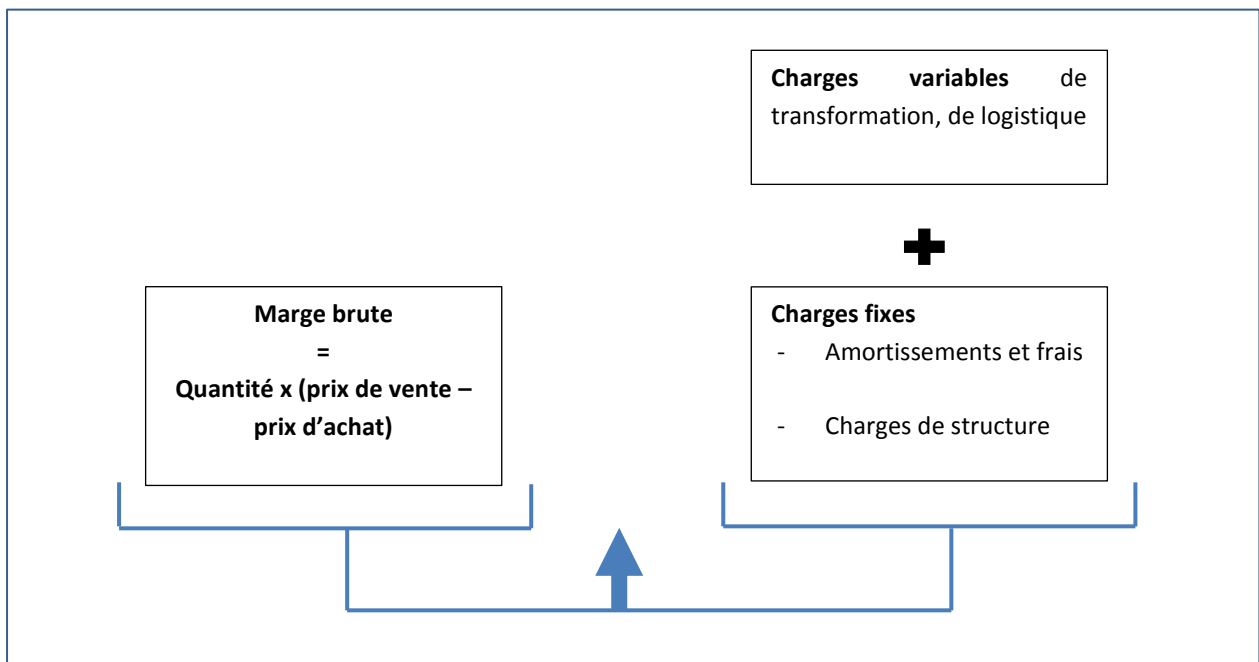 Charges variables de
transformation, de logistique
Marge brute
=
Quantité x (prix de vente –
prix d’achat)
Charges fixes
- Amortissements et frais
- Charges de structure